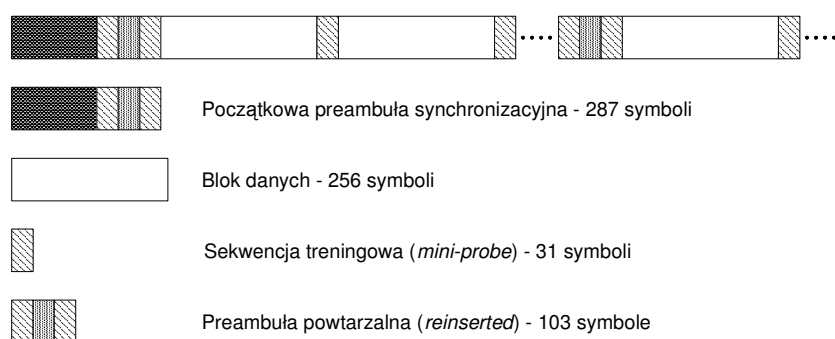 Początkowa preambuła synchronizacyjna - 287 symboli
Blok danych - 256 symboli
Sekwencja treningowa (mini-probe) - 31 symboli
Preambuła powtarzalna (reinserted) - 103 symbole